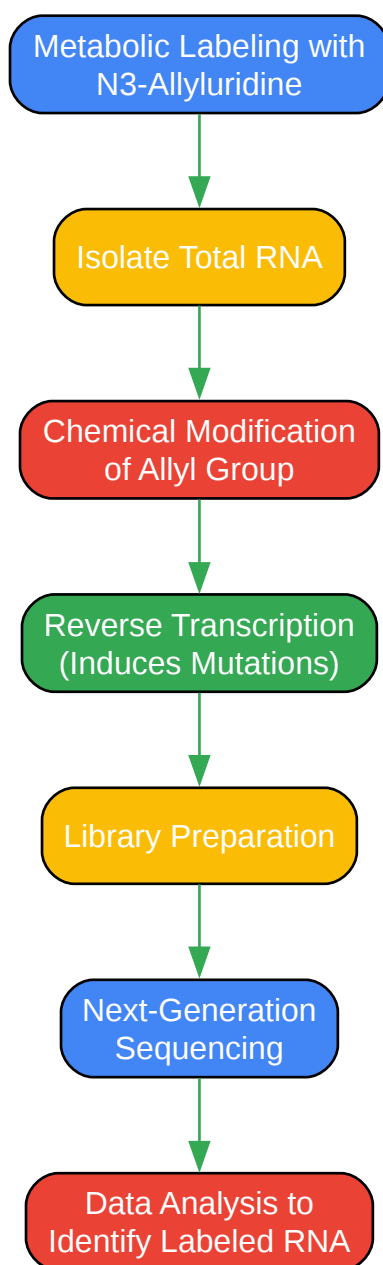 Metabolic Labeling with
N3-Allyluridine
Isolate Total RNA
Chemical Modification
of Allyl Group
Reverse Transcription
(Induces Mutations)
Library Preparation
Next-Generation
Sequencing
Data Analysis to
Identify Labeled RNA